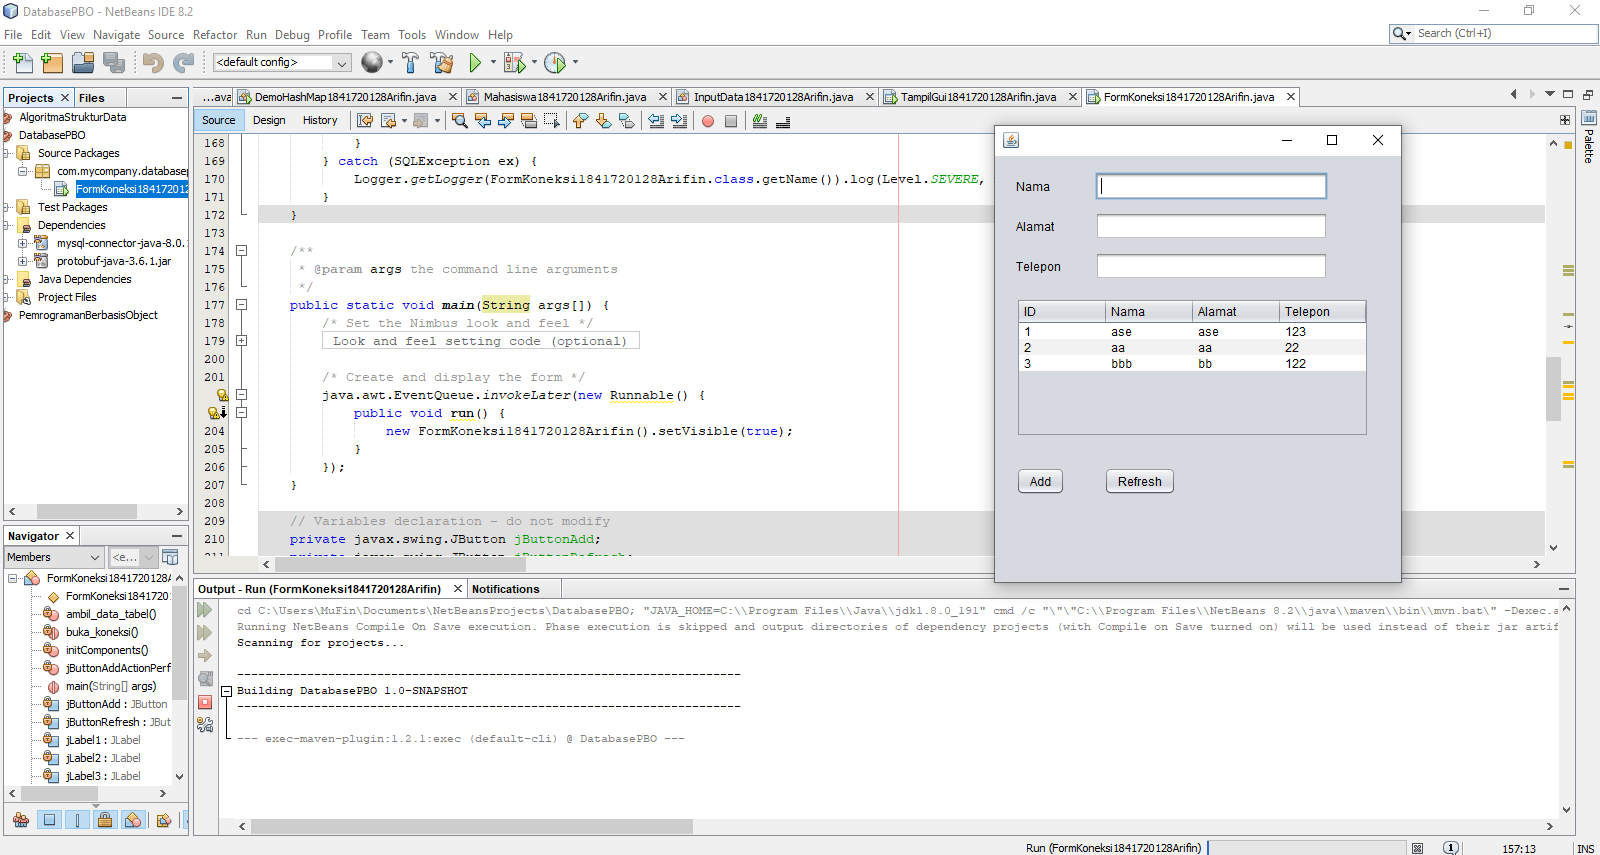 DatabasePBO - NetBeans IDE 8.2
File Edit View Navigate Source Refactor Run Debug Profile Team Tools Window Help
Search (Ctrl+I)
<default config>
Projects Files
AlgoritmaStrukturData
DatabasePBO
Source Packages
com.mycompany.database
FormKoneksi18417201
Test Packages
Dependencies
mysql-connector-java-8.0.
protobuf-java-3.6.1.jar
Java Dependencies
Project Files
PemrogramanBerbasisObject
...ava DemoHashMap1841720128Arifin.java Mahasiswa1841720128Arifin.java InputData1841720128Arifin.java TampilGui1841720128Arifin.java FormKoneksi1841720128Arifin.java
Source Design History
168 }
169 } catch (SQLException ex) {
170 Logger.getLogger(FormKoneksi1841720128Arifin.class.getName()).log(Level.SEVERE,
171 }
172 }
173
174 /**
175 * @param args the command line arguments
176 */
177 public static void main(String args[]) {
178 /* Set the Nimbus look and feel */
179 Look and feel setting code (optional)
200
201 /* Create and display the form */
java.awt.EventQueue.invokeLater(new Runnable() {
public void run() {
204 new FormKoneksi1841720128Arifin().setVisible(true);
205 }
206 });
207 }
208
209 // Variables declaration - do not modify
210 private javax.swing.JButton jButtonAdd;
211 private javax.swing.JButton jButtonRefresh;
Palette
Nama
Alamat
Telepon
ID Nama Alamat Telepon
1 ase ase 123
2 aa aa 22
3 bbb bb 122
Add Refresh
Navigator
Members <e...
FormKoneksi1841720128A
FormKoneksi18417201
ambil_data_tabel()
buka_koneksi()
initComponents()
jButtonAddActionPerf
main(String[] args)
jButtonAdd : JButton
jButtonRefresh : JBut
jLabel1 : JLabel
jLabel2 : JLabel
jLabel3 : JLabel
Output - Run (FormKoneksi1841720128Arifin) Notifications
cd C:\Users\MuFin\Documents\NetBeansProjects\DatabasePBO; "JAVA_HOME=C:\\Program Files\\Java\\jdk1.8.0_191" cmd /c "\"\"C:\\Program Files\\NetBeans 8.2\\java\\maven\\bin\\mvn.bat\" -Dexec.a
Running NetBeans Compile On Save execution. Phase execution is skipped and output directories of dependency projects (with Compile on Save turned on) will be used instead of their jar artif
Scanning for projects...
------------------------------------------------------------------------
Building DatabasePBO 1.0-SNAPSHOT
------------------------------------------------------------------------
--- exec-maven-plugin:1.2.1:exec (default-cli) @ DatabasePBO ---
Run (FormKoneksi1841720128Arifin) 1 157:13 INS